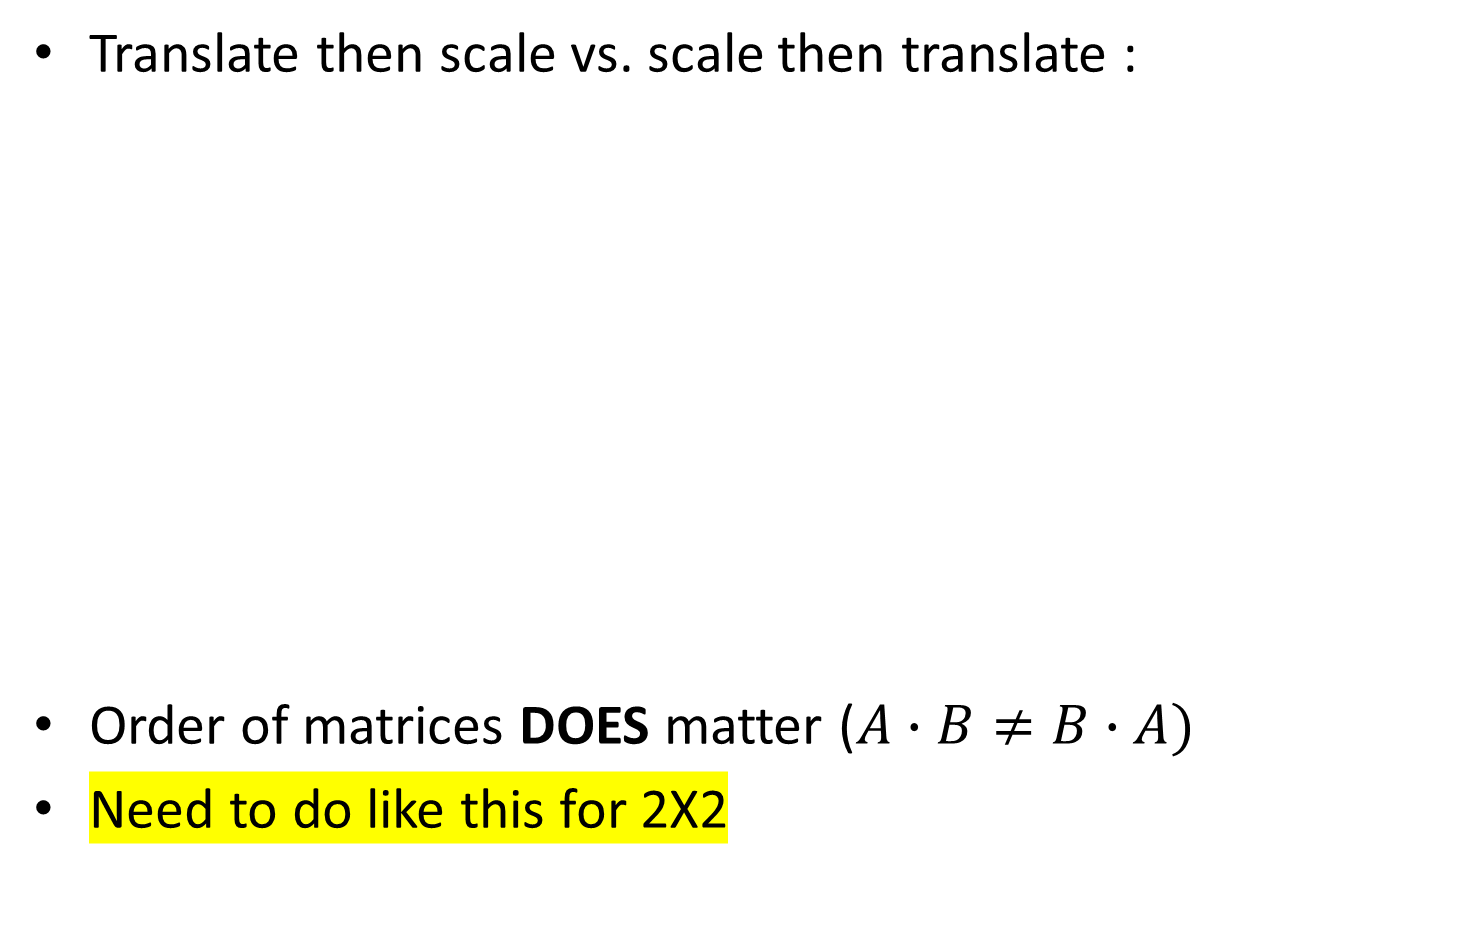 • Translate then scale vs. scale then translate :
• Order of matrices DOES matter (A · B ≠ B · A)
• Need to do like this for 2X2